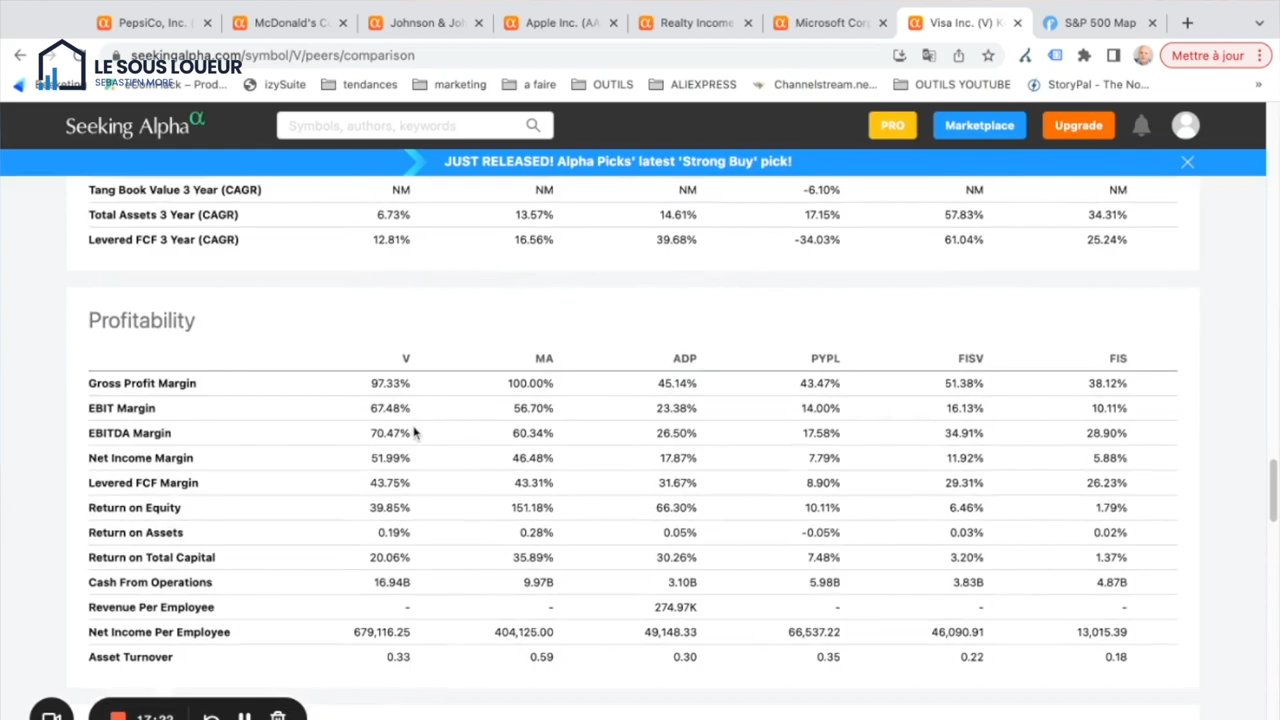 PepsiCo, Inc. (
McDonald's C
Johnson & Jo
Apple Inc. (AA
Realty Income
Microsoft Corp
Visa Inc. (V) K
S&P 500 Map
seekingalpha.com/symbol/V/peers/comparison
Mettre à jour
LE SOUS LOUEUR
SEBASTIEN MORE
izySuite
tendances
marketing
a faire
OUTILS
ALIEXPRESS
Channelstream.ne...
OUTILS YOUTUBE
StoryPal - The No...
»
Seeking Alpha α
Symbols, authors, keywords
PRO
Marketplace
Upgrade
JUST RELEASED! Alpha Picks' latest 'Strong Buy' pick!
Tang Book Value 3 Year (CAGR) NM NM NM -6.10% NM NM
Total Assets 3 Year (CAGR) 6.73% 13.57% 14.61% 17.15% 57.83% 34.31%
Levered FCF 3 Year (CAGR) 12.81% 16.56% 39.68% -34.03% 61.04% 25.24%
Profitability
V MA ADP PYPL FISV FIS
Gross Profit Margin 97.33% 100.00% 45.14% 43.47% 51.38% 38.12%
EBIT Margin 67.48% 56.70% 23.38% 14.00% 16.13% 10.11%
EBITDA Margin 70.47% 60.34% 26.50% 17.58% 34.91% 28.90%
Net Income Margin 51.99% 46.48% 17.87% 7.79% 11.92% 5.88%
Levered FCF Margin 43.75% 43.31% 31.67% 8.90% 29.31% 26.23%
Return on Equity 39.85% 151.18% 66.30% 10.11% 6.46% 1.79%
Return on Assets 0.19% 0.28% 0.05% -0.05% 0.03% 0.02%
Return on Total Capital 20.06% 35.89% 30.26% 7.48% 3.20% 1.37%
Cash From Operations 16.94B 9.97B 3.10B 5.98B 3.83B 4.87B
Revenue Per Employee - - 274.97K - - -
Net Income Per Employee 679,116.25 404,125.00 49,148.33 66,537.22 46,090.91 13,015.39
Asset Turnover 0.33 0.59 0.30 0.35 0.22 0.18